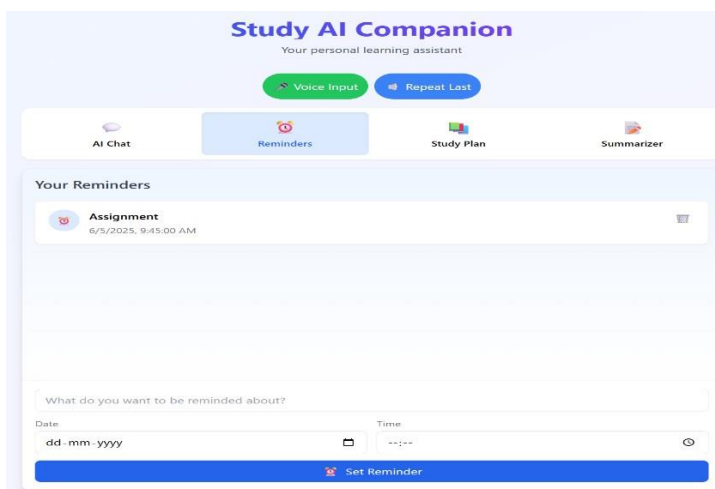 Study AI Companion
Your personal learning assistant
Voice Input Repeat Last
AI Chat Reminders Study Plan Summarizer
Your Reminders
Assignment
6/5/2025, 9:45:00 AM
What do you want to be reminded about?
Date Time
dd-mm-yyyy --:--
Set Reminder